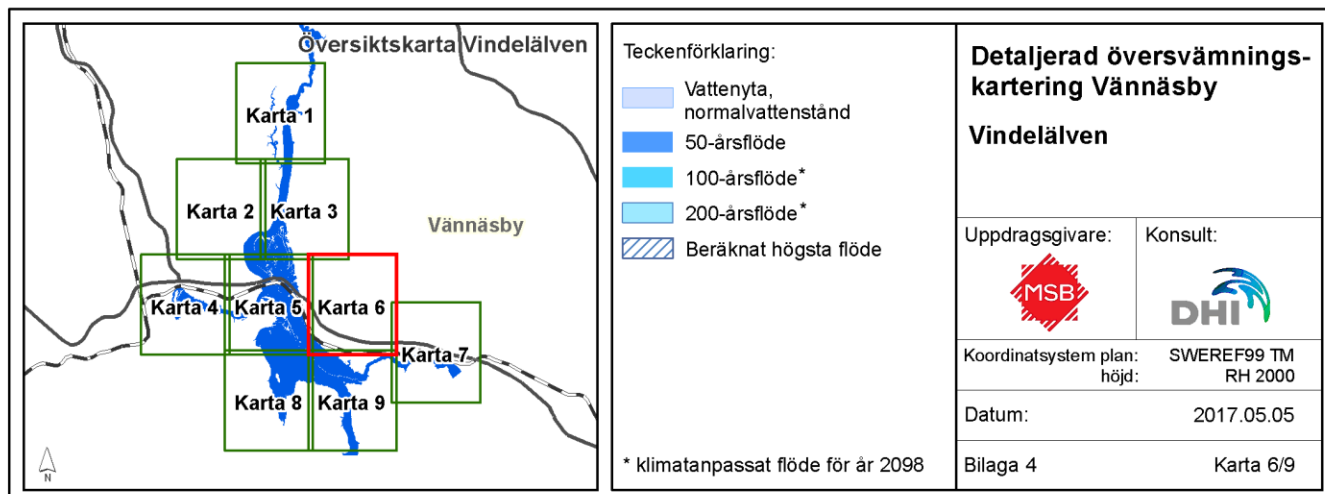 Översiktskarta Vindelälven
Karta 1
Karta 2
Karta 3
Vännäsby
Karta 4
Karta 5
Karta 6
Karta 7
Karta 8
Karta 9
N
Teckenförklaring:
Vattenyta,
normalvattenstånd
50-årsflöde
100-årsflöde*
200-årsflöde*
Beräknat högsta flöde
* klimatanpassat flöde för år 2098
Detaljerad översvämnings-
kartering Vännäsby
Vindelälven
Uppdragsgivare:
MSB
Konsult:
DHI
Koordinatsystem plan: SWEREF99 TM
höjd: RH 2000
Datum: 2017.05.05
Bilaga 4 Karta 6/9